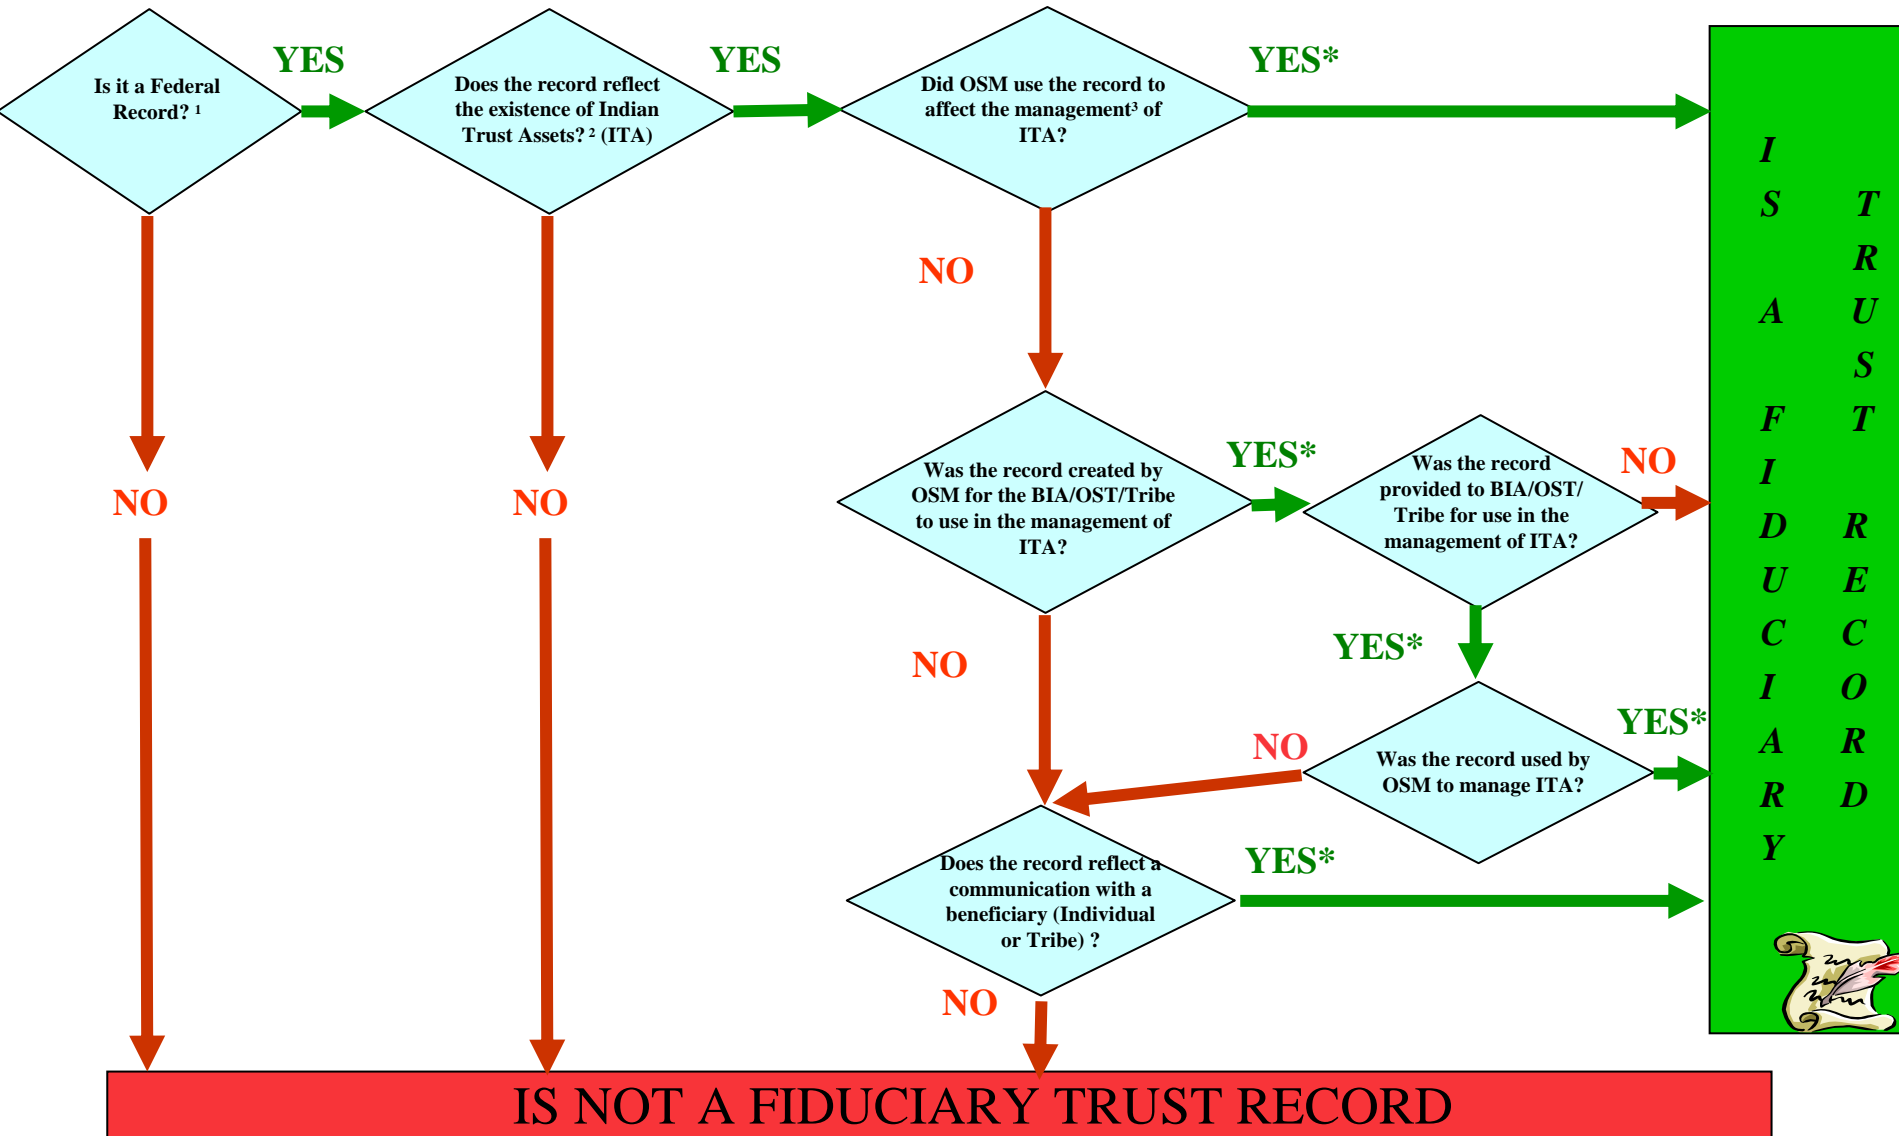 Is it a Federal
Record? ¹
YES
Does the record reflect
the existence of Indian
Trust Assets? ² (ITA)
YES
Did OSM use the record to
affect the management³ of
ITA?
YES*
NO
NO
NO
Was the record created by
OSM for the BIA/OST/Tribe
to use in the management of
ITA?
YES*
Was the record
provided to BIA/OST/
Tribe for use in the
management of ITA?
NO
YES*
NO
Was the record used by
OSM to manage ITA?
YES*
NO
Does the record reflect a
communication with a
beneficiary (Individual
or Tribe) ?
YES*
NO
IS A FIDUCIARY
TRUST RECORD
IS NOT A FIDUCIARY TRUST RECORD